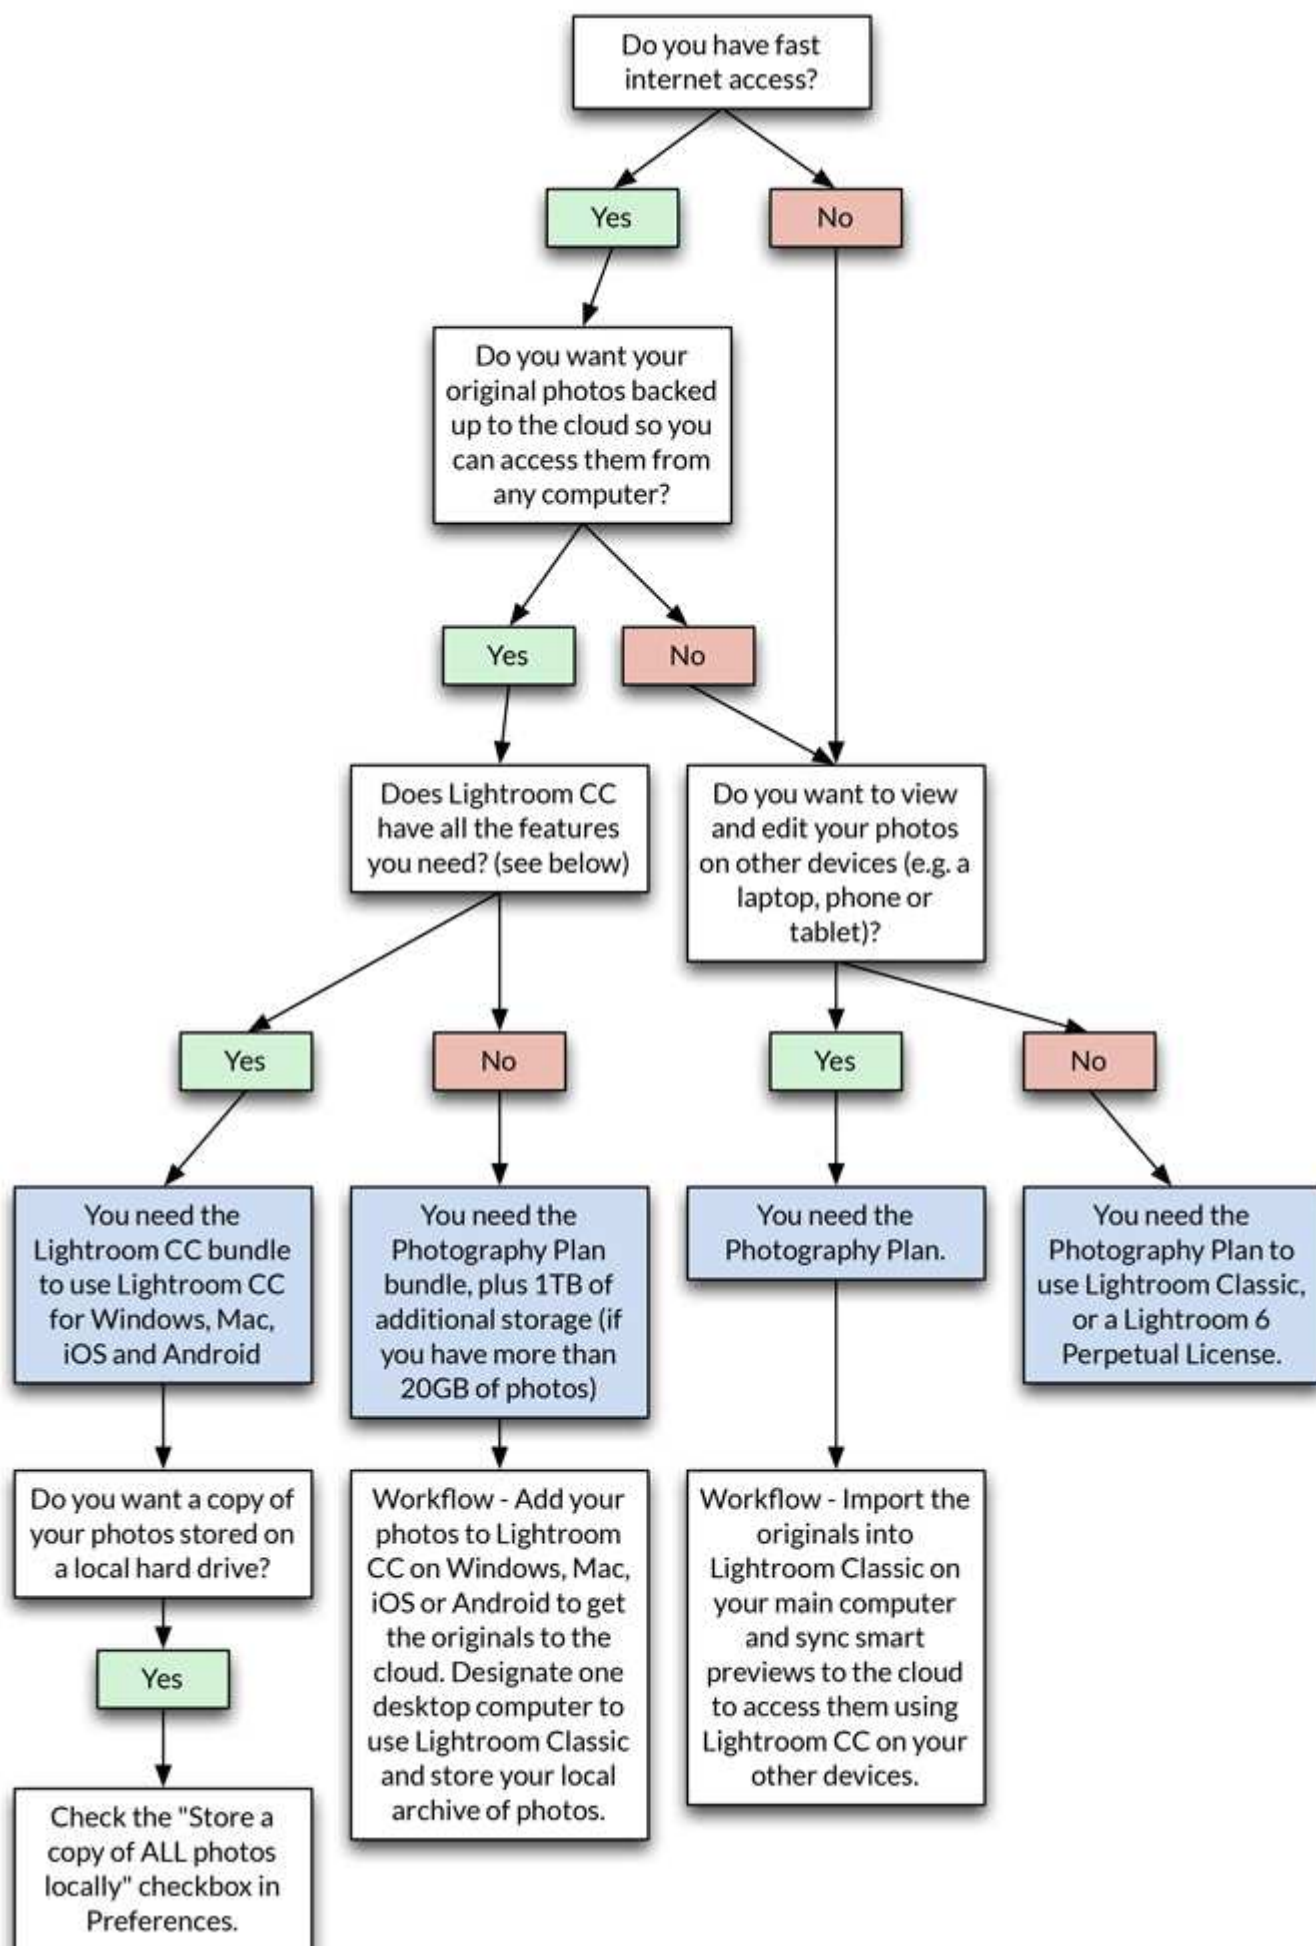 Do you have fast
internet access?
Yes
No
Do you want your
original photos backed
up to the cloud so you
can access them from
any computer?
Yes
No
Does Lightroom CC
have all the features
you need? (see below)
Do you want to view
and edit your photos
on other devices (e.g. a
laptop, phone or
tablet)?
Yes
No
Yes
No
You need the
Lightroom CC bundle
to use Lightroom CC
for Windows, Mac,
iOS and Android
You need the
Photography Plan
bundle, plus 1TB of
additional storage (if
you have more than
20GB of photos)
You need the
Photography Plan.
You need the
Photography Plan to
use Lightroom Classic,
or a Lightroom 6
Perpetual License.
Do you want a copy of
your photos stored on
a local hard drive?
Yes
Check the "Store a
copy of ALL photos
locally" checkbox in
Preferences.
Workflow - Add your
photos to Lightroom
CC on Windows, Mac,
iOS or Android to get
the originals to the
cloud. Designate one
desktop computer to
use Lightroom Classic
and store your local
archive of photos.
Workflow - Import the
originals into
Lightroom Classic on
your main computer
and sync smart
previews to the cloud
to access them using
Lightroom CC on your
other devices.